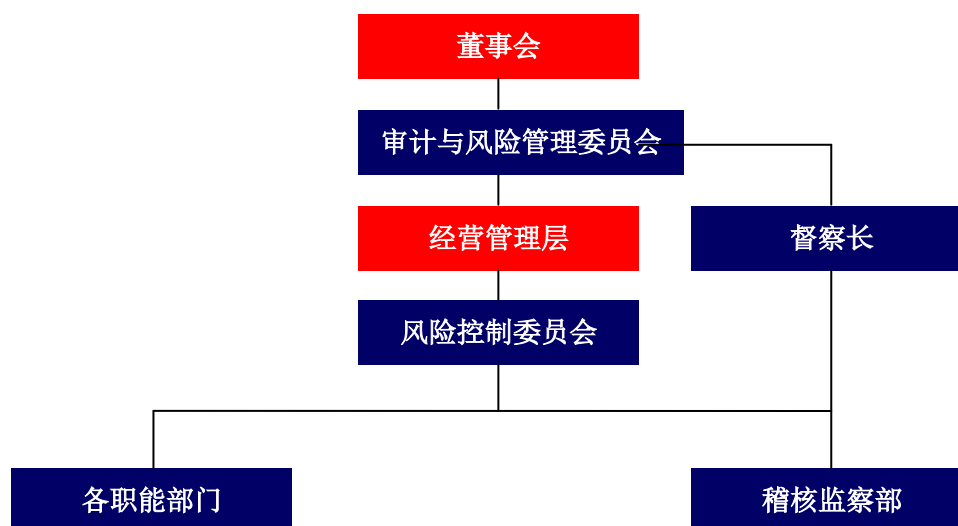 董事会
审计与风险管理委员会
经营管理层
督察长
风险控制委员会
各职能部门
稽核监察部